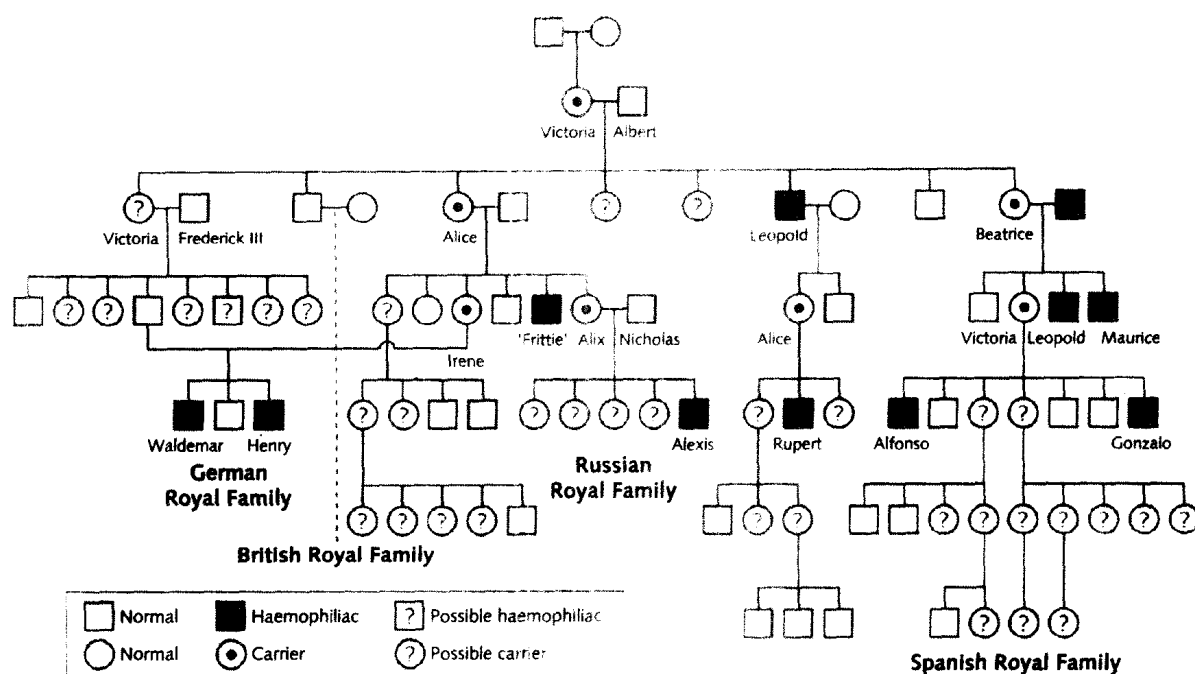 Victoria Albert
Victoria Frederick III Alice Leopold Beatrice
? ? ?
? ? ? ? ? ? ?
Irene 'Frittie' Alix Nicholas Alice Victoria Leopold Maurice
? ? ? ? ? ? ? ? ? ?
Waldemar Henry Alexis Rupert Alfonso Gonzalo
German
Royal Family
Russian
Royal Family
? ? ? ? ? ? ? ? ? ? ? ?
British Royal Family
? ? ?
Normal Haemophiliac ? Possible haemophiliac
Normal Carrier ? Possible carrier
Spanish Royal Family